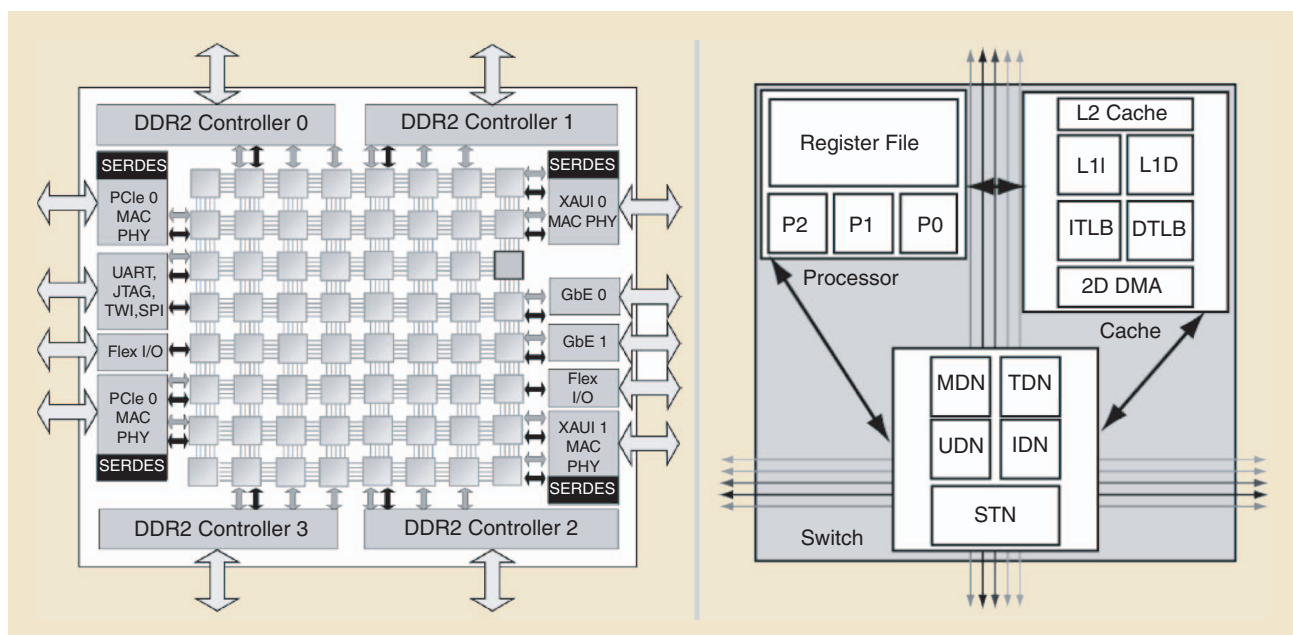 DDR2 Controller 0
DDR2 Controller 1
SERDES
PCIe 0
MAC
PHY
UART,
JTAG,
TWI,SPI
Flex I/O
PCIe 0
MAC
PHY
SERDES
SERDES
XAUI 0
MAC PHY
GbE 0
GbE 1
Flex
I/O
XAUI 1
MAC
PHY
SERDES
DDR2 Controller 3
DDR2 Controller 2
Register File
P2
P1
P0
Processor
L2 Cache
L1I
L1D
ITLB
DTLB
2D DMA
Cache
MDN
TDN
UDN
IDN
STN
Switch